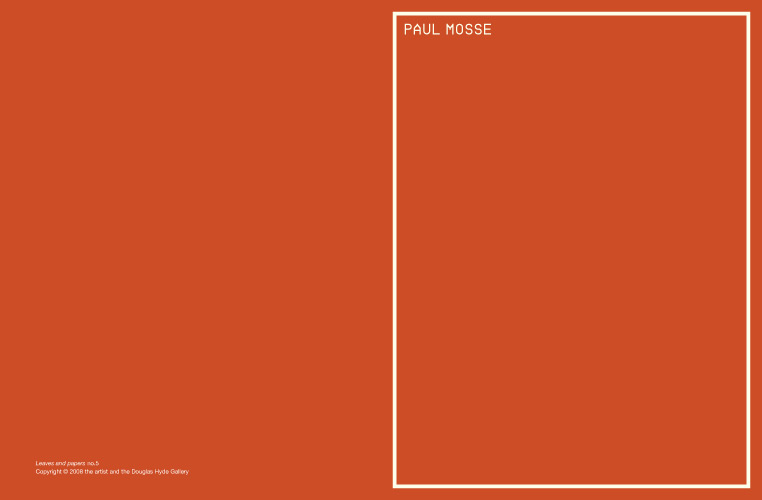 PAUL MOSSE
Leaves and papers no.5
Copyright © 2008 the artist and the Douglas Hyde Gallery